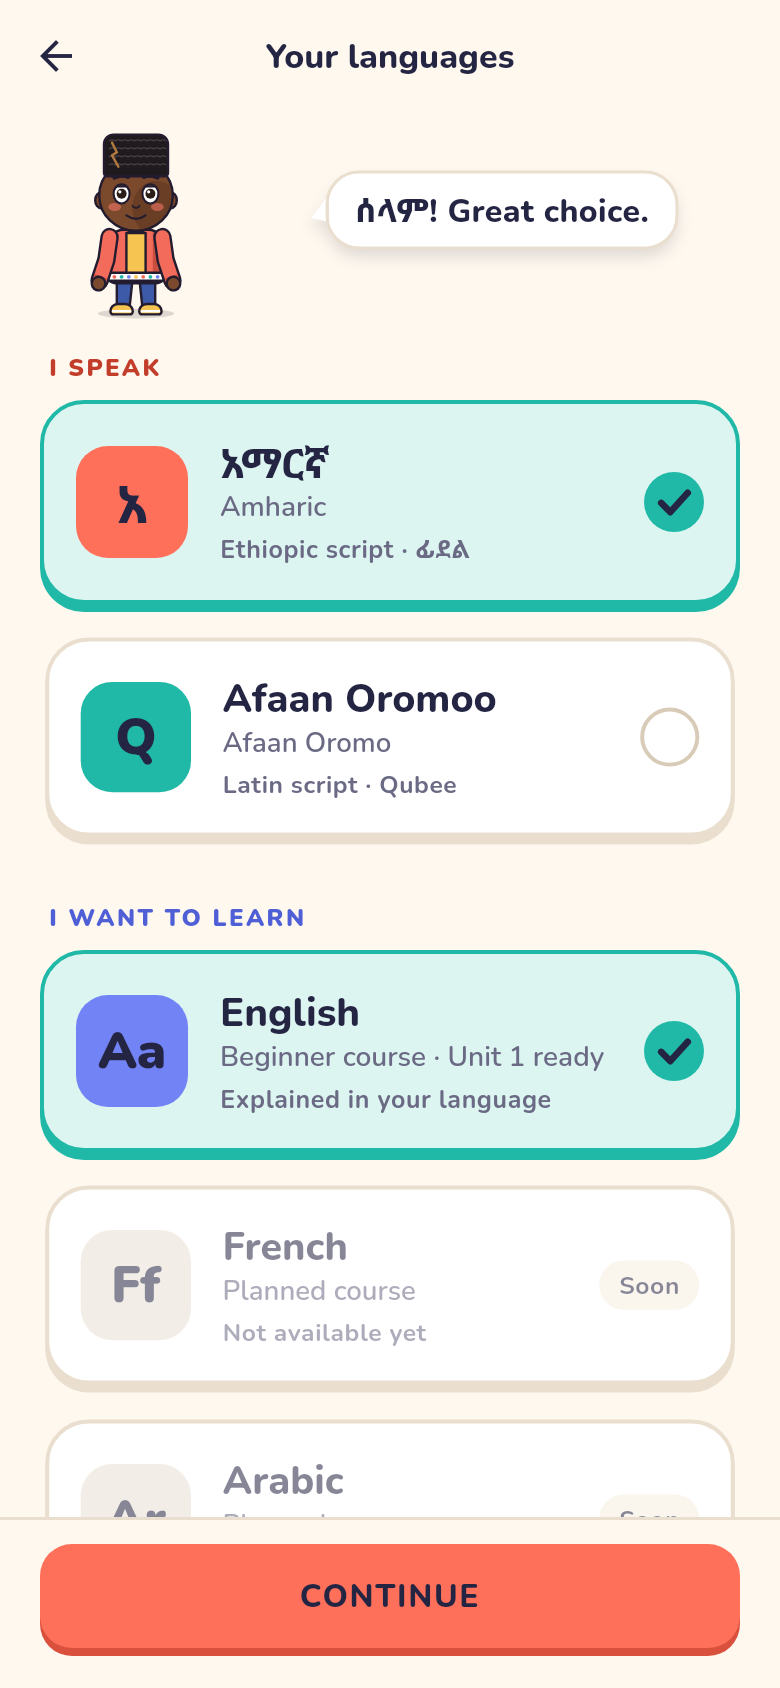 Your languages
ሰላም! Great choice.
I SPEAK
አ
አማርኛ
Amharic
Ethiopic script · ፊደል
Q
Afaan Oromoo
Afaan Oromo
Latin script · Qubee
I WANT TO LEARN
Aa
English
Beginner course · Unit 1 ready
Explained in your language
Ff
French
Planned course
Not available yet
Soon
Arabic
CONTINUE